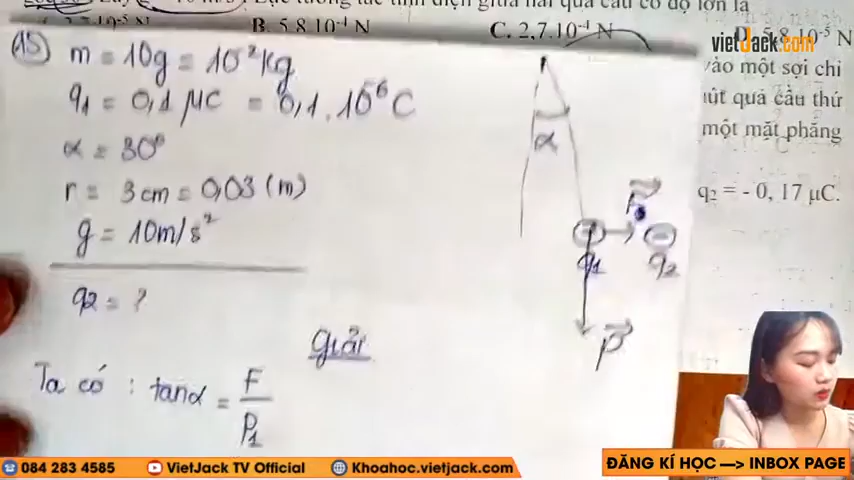 B. 5,8.10⁻⁴ N
C. 2,7.10⁻⁴ N
D. 5,8.10⁻⁵ N
vietJack.com
vào một sợi chỉ
hút quả cầu thứ
một mặt phẳng
q₂ = - 0, 17 μC.
15
m = 10g = 10⁻²Kg
q₁ = 0,1 μC = 0,1 . 10⁻⁶ C
α = 30⁰
r = 3 cm = 0,03 (m)
g = 10m/s²
q₂ = ?
Giải
Ta có : tanα = F / P₁
α
F
q₁
q₂
P
084 283 4585
VietJack TV Official
Khoahoc.vietjack.com
ĐĂNG KÍ HỌC —> INBOX PAGE